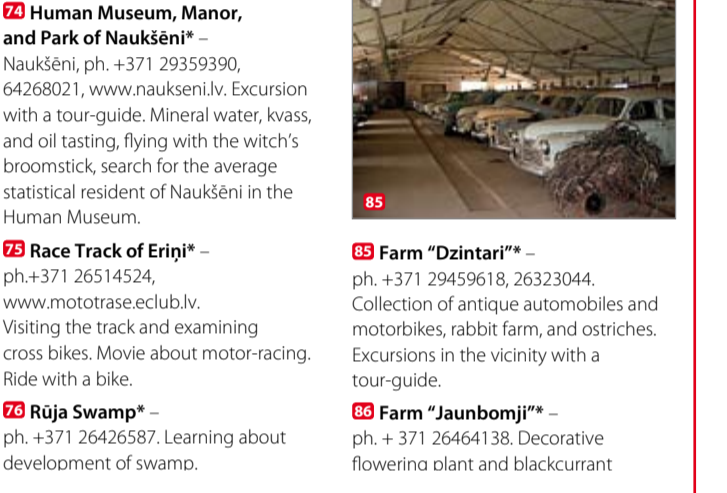 74 Human Museum, Manor,
and Park of Naukšēni* –
Naukšēni, ph. +371 29359390,
64268021, www.naukseni.lv. Excursion
with a tour-guide. Mineral water, kvass,
and oil tasting, flying with the witch’s
broomstick, search for the average
statistical resident of Naukšēni in the
Human Museum.
75 Race Track of Eriņi* –
ph.+371 26514524,
www.mototrase.eclub.lv.
Visiting the track and examining
cross bikes. Movie about motor-racing.
Ride with a bike.
76 Rūja Swamp* –
ph. +371 26426587. Learning about
development of swamp.
85
85 Farm “Dzintari”* –
ph. +371 29459618, 26323044.
Collection of antique automobiles and
motorbikes, rabbit farm, and ostriches.
Excursions in the vicinity with a
tour-guide.
86 Farm “Jaunbomji”* –
ph. + 371 26464138. Decorative
flowering plant and blackcurrant